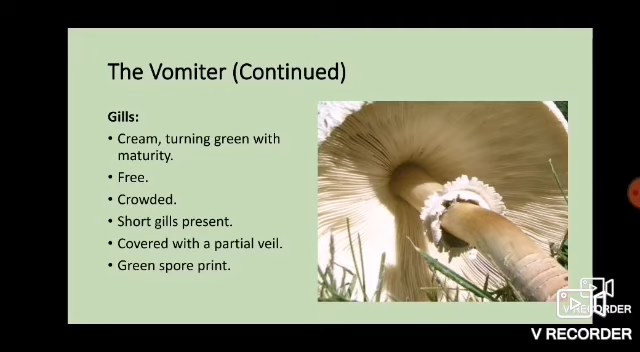 The Vomiter (Continued)
Gills:
• Cream, turning green with
maturity.
• Free.
• Crowded.
• Short gills present.
• Covered with a partial veil.
• Green spore print.
V RECORDER
V RECORDER